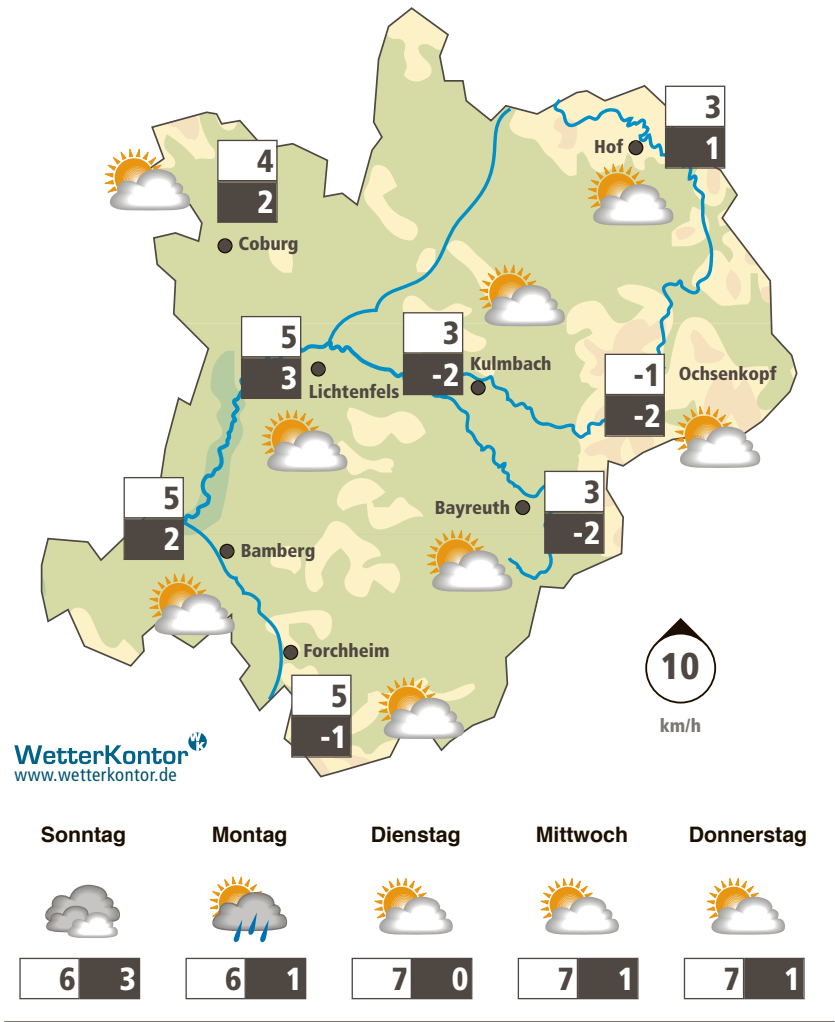 3
Hof
1
4
2
Coburg
5
3
Lichtenfels
3
-2
Kulmbach
-1
Ochsenkopf
-2
5
2
Bamberg
Bayreuth
3
-2
Forchheim
5
-1
10
km/h
WetterKontor WK
www.wetterkontor.de
Sonntag Montag Dienstag Mittwoch Donnerstag
6 3 6 1 7 0 7 1 7 1